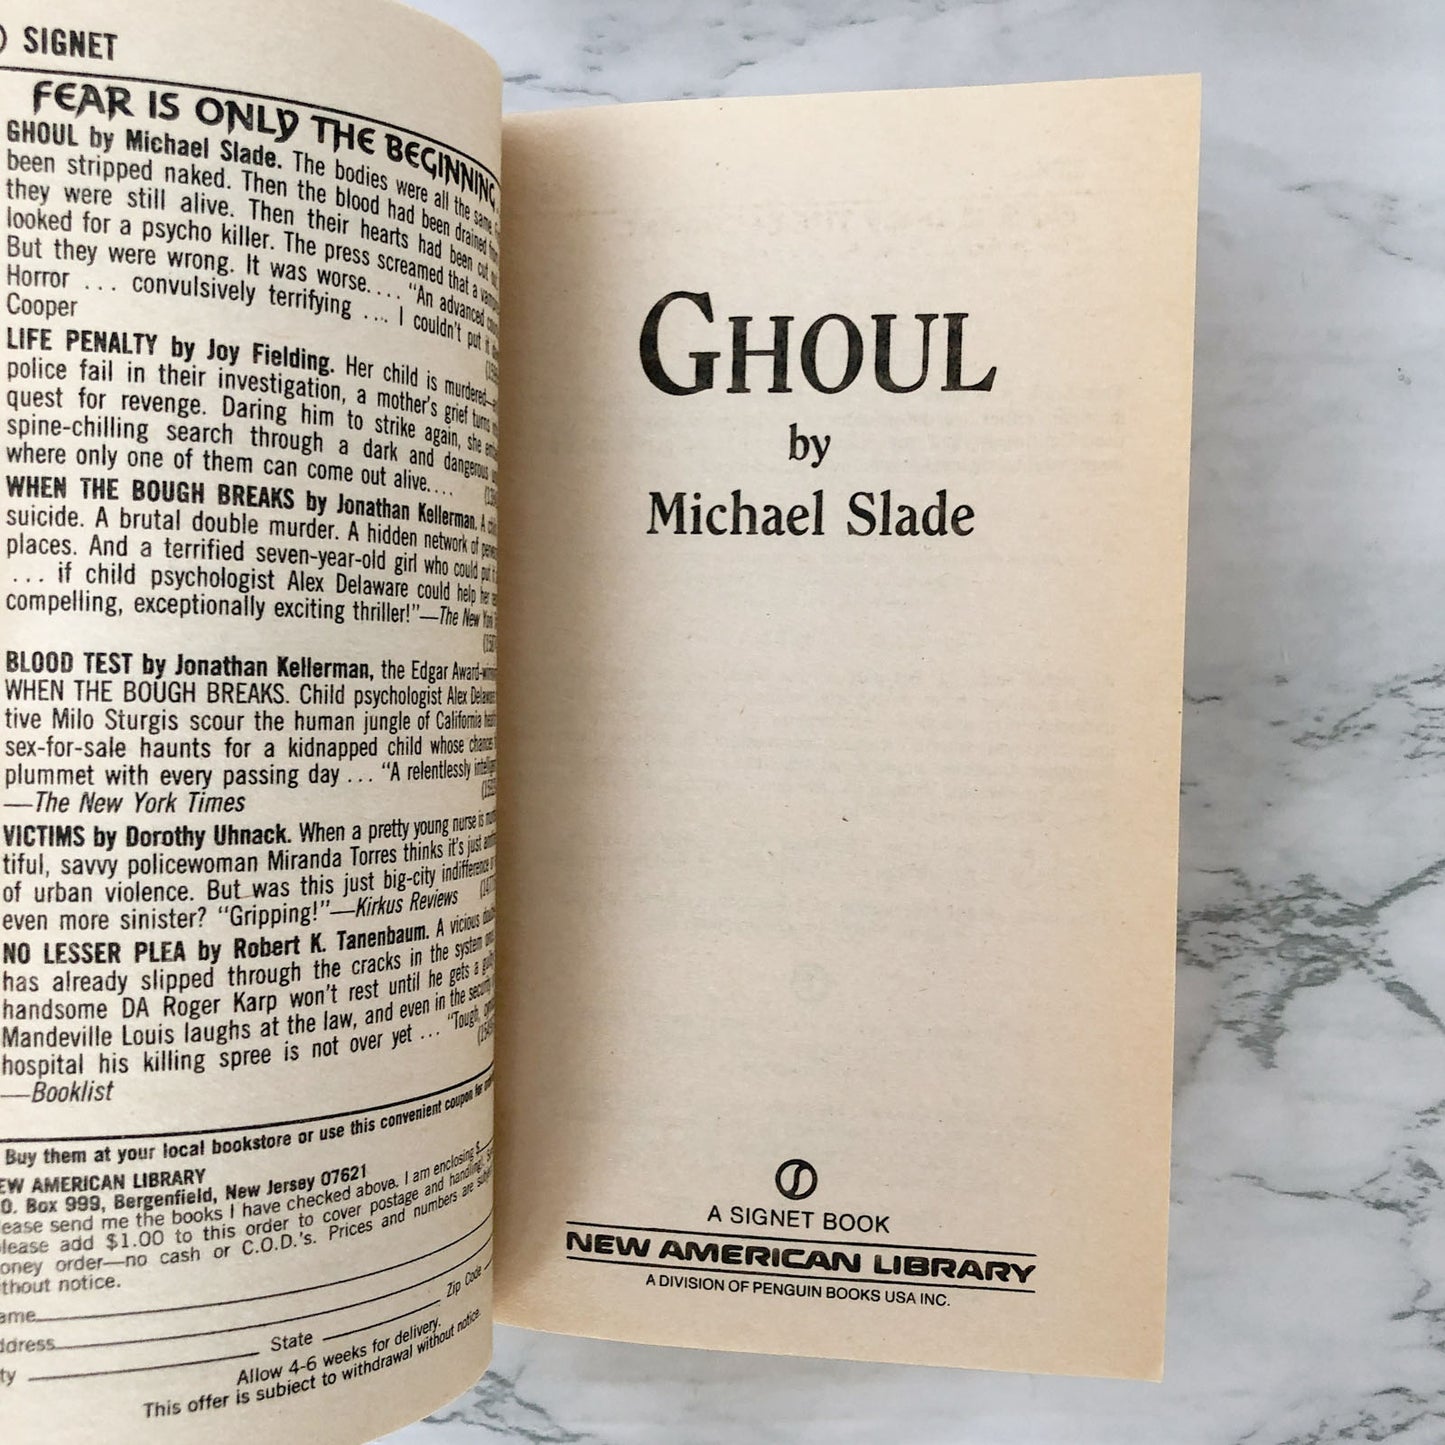 SIGNET
FEAR IS ONLY THE BEGINNING
GHOUL by Michael Slade. The bodies were all the same.
been stripped naked. Then the blood had been drained
they were still alive. Then their hearts had been cut
looked for a psycho killer. The press screamed that a
But they were wrong. It was worse.... "An advanced
Horror ... convulsively terrifying ... I couldn't put it
Cooper
LIFE PENALTY by Joy Fielding. Her child is murdered—
police fail in their investigation, a mother's grief turns
quest for revenge. Daring him to strike again, she
spine-chilling search through a dark and dangerous
where only one of them can come out alive....
WHEN THE BOUGH BREAKS by Jonathan Kellerman. A
suicide. A brutal double murder. A hidden network of
places. And a terrified seven-year-old girl who could put
... if child psychologist Alex Delaware could help her
compelling, exceptionally exciting thriller!"—The New
BLOOD TEST by Jonathan Kellerman, the Edgar Award-
WHEN THE BOUGH BREAKS. Child psychologist Alex
tive Milo Sturgis scour the human jungle of California
sex-for-sale haunts for a kidnapped child whose chances
plummet with every passing day ... "A relentlessly
—The New York Times
VICTIMS by Dorothy Uhnack. When a pretty young nurse is
tiful, savvy policewoman Miranda Torres thinks it's just
of urban violence. But was this just big-city indifference
even more sinister? "Gripping!"—Kirkus Reviews
NO LESSER PLEA by Robert K. Tanenbaum. A vicious
has already slipped through the cracks in the system
handsome DA Roger Karp won't rest until he gets a
Mandeville Louis laughs at the law, and even in the security
hospital his killing spree is not over yet ... "Tough,
—Booklist
Buy them at your local bookstore or use this convenient coupon for
EW AMERICAN LIBRARY
O. Box 999, Bergenfield, New Jersey 07621
ease send me the books I have checked above. I am enclosing $
lease add $1.00 to this order to cover postage and handling).
oney order—no cash or C.O.D.'s. Prices and numbers are
thout notice.
ame
ddress
ty State Zip Code
Allow 4-6 weeks for delivery.
This offer is subject to withdrawal without notice.
GHOUL
by
Michael Slade
A SIGNET BOOK
NEW AMERICAN LIBRARY
A DIVISION OF PENGUIN BOOKS USA INC.